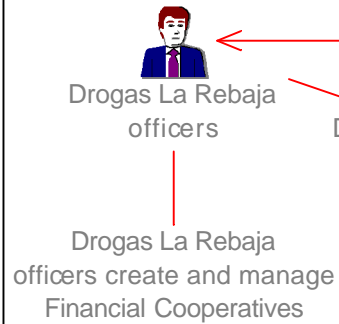 Drogas La Rebaja
officers
D
Drogas La Rebaja
officers create and manage
Financial Cooperatives